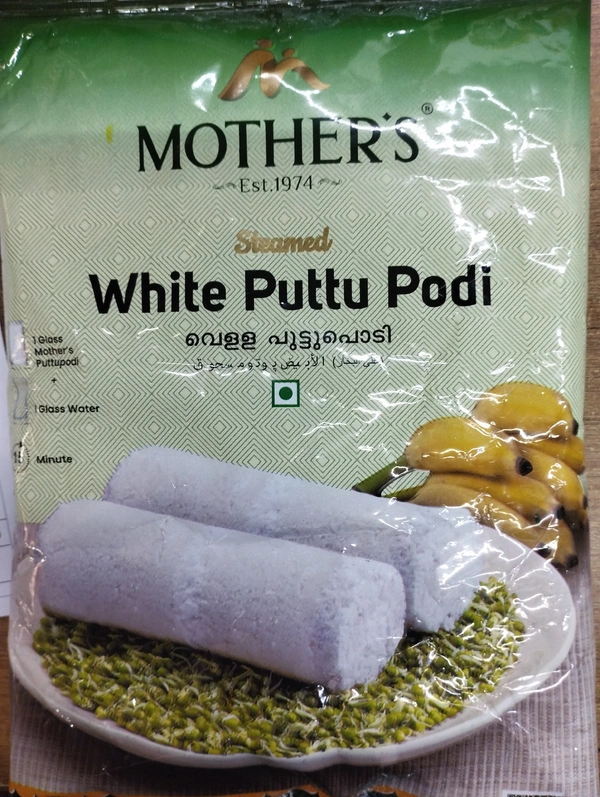 MOTHER'S®
Est.1974
Steamed
White Puttu Podi
വെള്ള പുട്ടുപൊടി
1 Glass
Mother's
Puttupodi
+
1 Glass Water
Minute